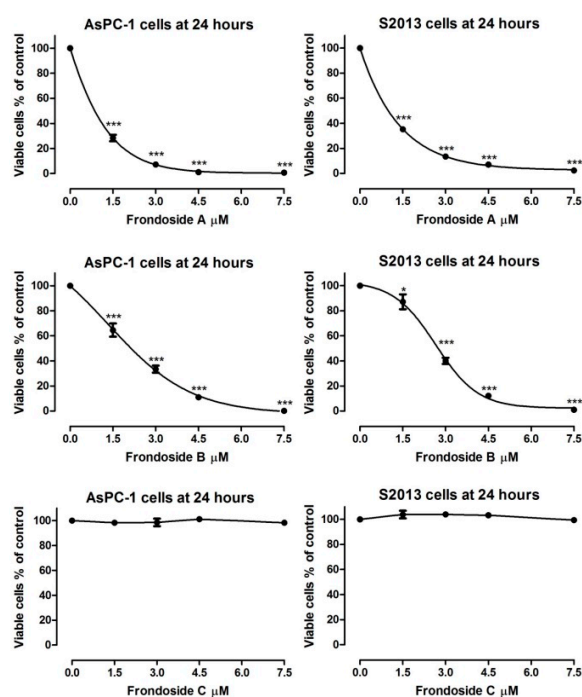 AsPC-1 cells at 24 hours
Viable cells % of control
100
80
60
40
20
0
***
***
***
***
0.0 1.5 3.0 4.5 6.0 7.5
Frondoside A μM
S2013 cells at 24 hours
Viable cells % of control
100
80
60
40
20
0
***
***
***
***
0.0 1.5 3.0 4.5 6.0 7.5
Frondoside A μM
AsPC-1 cells at 24 hours
Viable cells % of control
100
80
60
40
20
0
***
***
***
***
0.0 1.5 3.0 4.5 6.0 7.5
Frondoside B μM
S2013 cells at 24 hours
Viable cells % of control
100
80
60
40
20
0
*
***
***
***
0.0 1.5 3.0 4.5 6.0 7.5
Frondoside B μM
AsPC-1 cells at 24 hours
Viable cells % of control
100
80
60
40
20
0
0.0 1.5 3.0 4.5 6.0 7.5
Frondoside C μM
S2013 cells at 24 hours
Viable cells % of control
120
100
80
60
40
20
0
0.0 1.5 3.0 4.5 6.0 7.5
Frondoside C μM